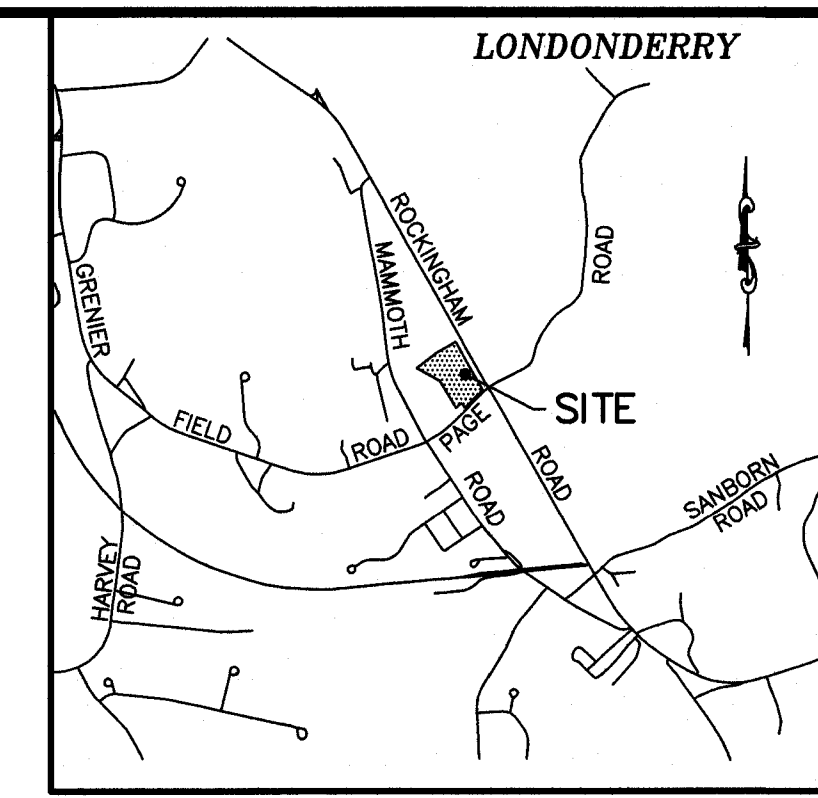 LONDONDERRY
ROCKINGHAM
ROAD
MAMMOTH
GRENIER
SITE
FIELD
ROAD
PAGE
ROAD
ROAD
SANBORN
ROAD
HARVEY
ROAD